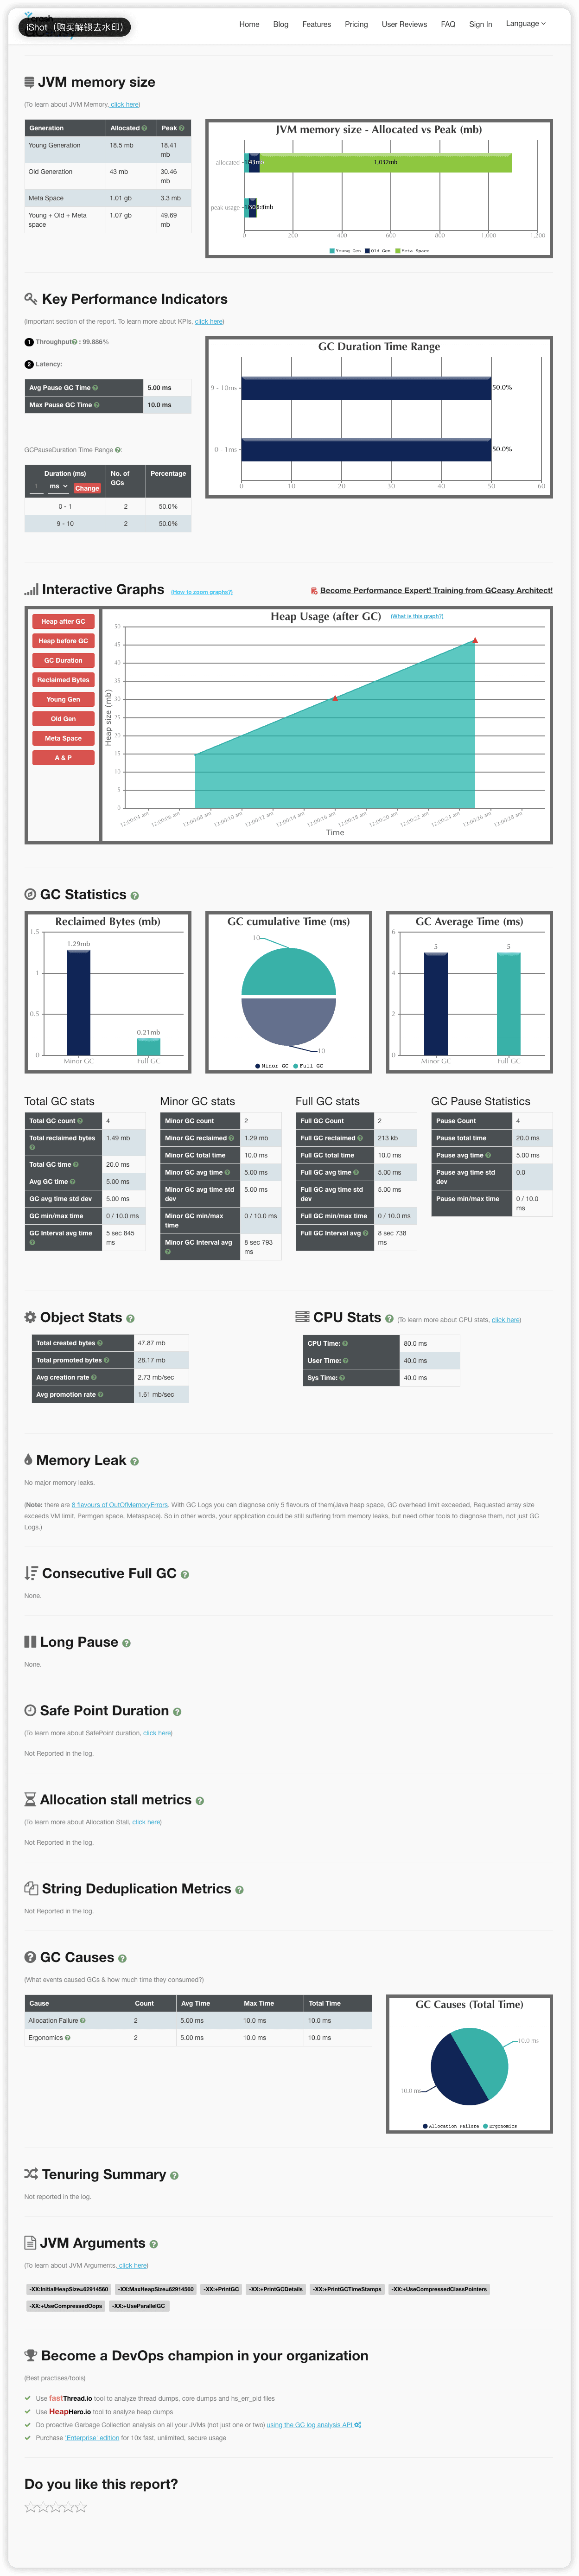 iShot（购买解锁去水印）
Home Blog Features Pricing User Reviews FAQ Sign In Language
JVM memory size
(To learn about JVM Memory, click here)
Generation Allocated Peak
Young Generation 18.5 mb 18.41 mb
Old Generation 43 mb 30.46 mb
Meta Space 1.01 gb 3.3 mb
Young + Old + Meta space 1.07 gb 49.69 mb
JVM memory size - Allocated vs Peak (mb)
allocated 43m 1,032mb
peak usage
0 200 400 600 800 1,000 1,200
Young Gen Old Gen Meta Space
Key Performance Indicators
(Important section of the report. To learn more about KPIs, click here)
1 Throughput : 99.886%
2 Latency:
Avg Pause GC Time 5.00 ms
Max Pause GC Time 10.0 ms
GCPauseDuration Time Range :
Duration (ms) No. of GCs Percentage
ms Change
0 - 1 2 50.0%
9 - 10 2 50.0%
GC Duration Time Range
9 - 10ms 50.0%
0 - 1ms 50.0%
0 10 20 30 40 50 60
Interactive Graphs (How to zoom graphs?)
Become Performance Expert! Training from GCeasy Architect!
Heap after GC
Heap before GC
GC Duration
Reclaimed Bytes
Young Gen
Old Gen
Meta Space
A & P
Heap Usage (after GC) (What is this graph?)
Heap size (mb)
50
45
40
35
30
25
20
15
10
5
0
12:00:04 am 12:00:06 am 12:00:08 am 12:00:10 am 12:00:12 am 12:00:14 am 12:00:16 am 12:00:18 am 12:00:20 am 12:00:22 am 12:00:24 am 12:00:26 am 12:00:28 am
Time
GC Statistics
Reclaimed Bytes (mb)
1.5
1
0.5
0
1.29mb
0.21mb
Minor GC Full GC
GC cumulative Time (ms)
10
10
Minor GC Full GC
GC Average Time (ms)
6
4
2
0
5 5
Minor GC Full GC
Total GC stats
Total GC count 4
Total reclaimed bytes 1.49 mb
Total GC time 20.0 ms
Avg GC time 5.00 ms
GC avg time std dev 5.00 ms
GC min/max time 0 / 10.0 ms
GC Interval avg time 5 sec 845 ms
Minor GC stats
Minor GC count 2
Minor GC reclaimed 1.29 mb
Minor GC total time 10.0 ms
Minor GC avg time 5.00 ms
Minor GC avg time std dev 5.00 ms
Minor GC min/max time 0 / 10.0 ms
Minor GC Interval avg 8 sec 793 ms
Full GC stats
Full GC Count 2
Full GC reclaimed 213 kb
Full GC total time 10.0 ms
Full GC avg time 5.00 ms
Full GC avg time std dev 5.00 ms
Full GC min/max time 0 / 10.0 ms
Full GC Interval avg 8 sec 738 ms
GC Pause Statistics
Pause Count 4
Pause total time 20.0 ms
Pause avg time 5.00 ms
Pause avg time std dev 0.0
Pause min/max time 0 / 10.0 ms
Object Stats
Total created bytes 47.87 mb
Total promoted bytes 28.17 mb
Avg creation rate 2.73 mb/sec
Avg promotion rate 1.61 mb/sec
CPU Stats (To learn more about CPU stats, click here)
CPU Time: 80.0 ms
User Time: 40.0 ms
Sys Time: 40.0 ms
Memory Leak
No major memory leaks.
(Note: there are 8 flavours of OutOfMemoryErrors. With GC Logs you can diagnose only 5 flavours of them(Java heap space, GC overhead limit exceeded, Requested array size
exceeds VM limit, Permgen space, Metaspace). So in other words, your application could be still suffering from memory leaks, but need other tools to diagnose them, not just GC
Logs.)
Consecutive Full GC
None.
Long Pause
None.
Safe Point Duration
(To learn more about SafePoint duration, click here)
Not Reported in the log.
Allocation stall metrics
(To learn more about Allocation Stall, click here)
Not Reported in the log.
String Deduplication Metrics
Not Reported in the log.
GC Causes
(What events caused GCs & how much time they consumed?)
Cause Count Avg Time Max Time Total Time
Allocation Failure 2 5.00 ms 10.0 ms 10.0 ms
Ergonomics 2 5.00 ms 10.0 ms 10.0 ms
GC Causes (Total Time)
10.0 ms
10.0 ms
Allocation Failure Ergonomics
Tenuring Summary
Not reported in the log.
JVM Arguments
(To learn about JVM Arguments, click here)
-XX:InitialHeapSize=62914560 -XX:MaxHeapSize=62914560 -XX:+PrintGC -XX:+PrintGCDetails -XX:+PrintGCTimeStamps -XX:+UseCompressedClassPointers
-XX:+UseCompressedOops -XX:+UseParallelGC
Become a DevOps champion in your organization
(Best practises/tools)
Use fastThread.io tool to analyze thread dumps, core dumps and hs_err_pid files
Use HeapHero.io tool to analyze heap dumps
Do proactive Garbage Collection analysis on all your JVMs (not just one or two) using the GC log analysis API
Purchase 'Enterprise' edition for 10x fast, unlimited, secure usage
Do you like this report?